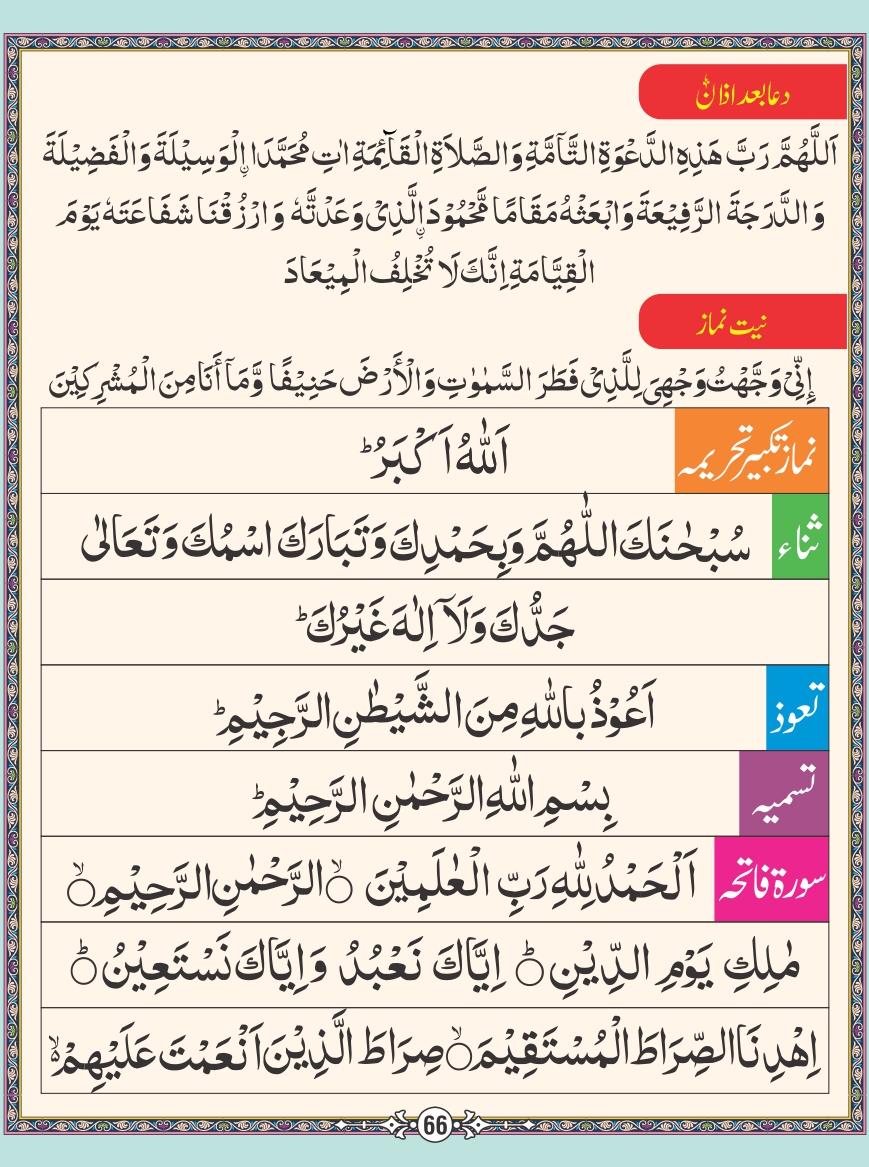 دعا بعد اذان
اَللّٰهُمَّ رَبَّ هَذِهِ الدَّعْوَةِ التَّآمَّةِ وَالصَّلَاةِ الْقَآئِمَةِ اٰتِ مُحَمَّدَا ۨالْوَسِيْلَةَ وَالْفَضِيْلَةَ
وَالدَّرَجَةَ الرَّفِيْعَةَ وَابْعَثْهُ مَقَامًا مَّحْمُوْدَ ۨالَّذِىْ وَعَدْتَّهٗ وَارْزُقْنَا شَفَاعَتَهٗ يَوْمَ
الْقِيَّامَةِ اِنَّكَ لَا تُخْلِفُ الْمِيْعَادَ
نیت نماز
إِنِّىْ وَجَّهْتُ وَجْهِىَ لِلَّذِىْ فَطَرَ السَّمٰوٰتِ وَالْأَرْضَ حَنِيْفًا وَّمَآ أَنَا مِنَ الْمُشْرِكِيْنَ
نماز تکبیر تحریمہ
اَللّٰهُ اَكْبَرُ ؕ
ثناء
سُبْحٰنَكَ اللّٰهُمَّ وَبِحَمْدِكَ وَتَبَارَكَ اسْمُكَ وَتَعَالٰى
جَدُّكَ وَلَآ اِلٰهَ غَيْرُكَ ؕ
تعوذ
اَعُوْذُ بِاللّٰهِ مِنَ الشَّيْطٰنِ الرَّجِيْمِ ؕ
تسمیہ
بِسْمِ اللّٰهِ الرَّحْمٰنِ الرَّحِيْمِ ؕ
سورۃ فاتحہ
اَلْحَمْدُ لِلّٰهِ رَبِّ الْعٰلَمِيْنَ ○ۙ الرَّحْمٰنِ الرَّحِيْمِ ○ۙ
مٰلِكِ يَوْمِ الدِّيْنِ ○ؕ اِيَّاكَ نَعْبُدُ وَاِيَّاكَ نَسْتَعِيْنُ ○ؕ
اِهْدِنَا الصِّرَاطَ الْمُسْتَقِيْمَ ○ۙ صِرَاطَ الَّذِيْنَ اَنْعَمْتَ عَلَيْهِمْ ۙ
66